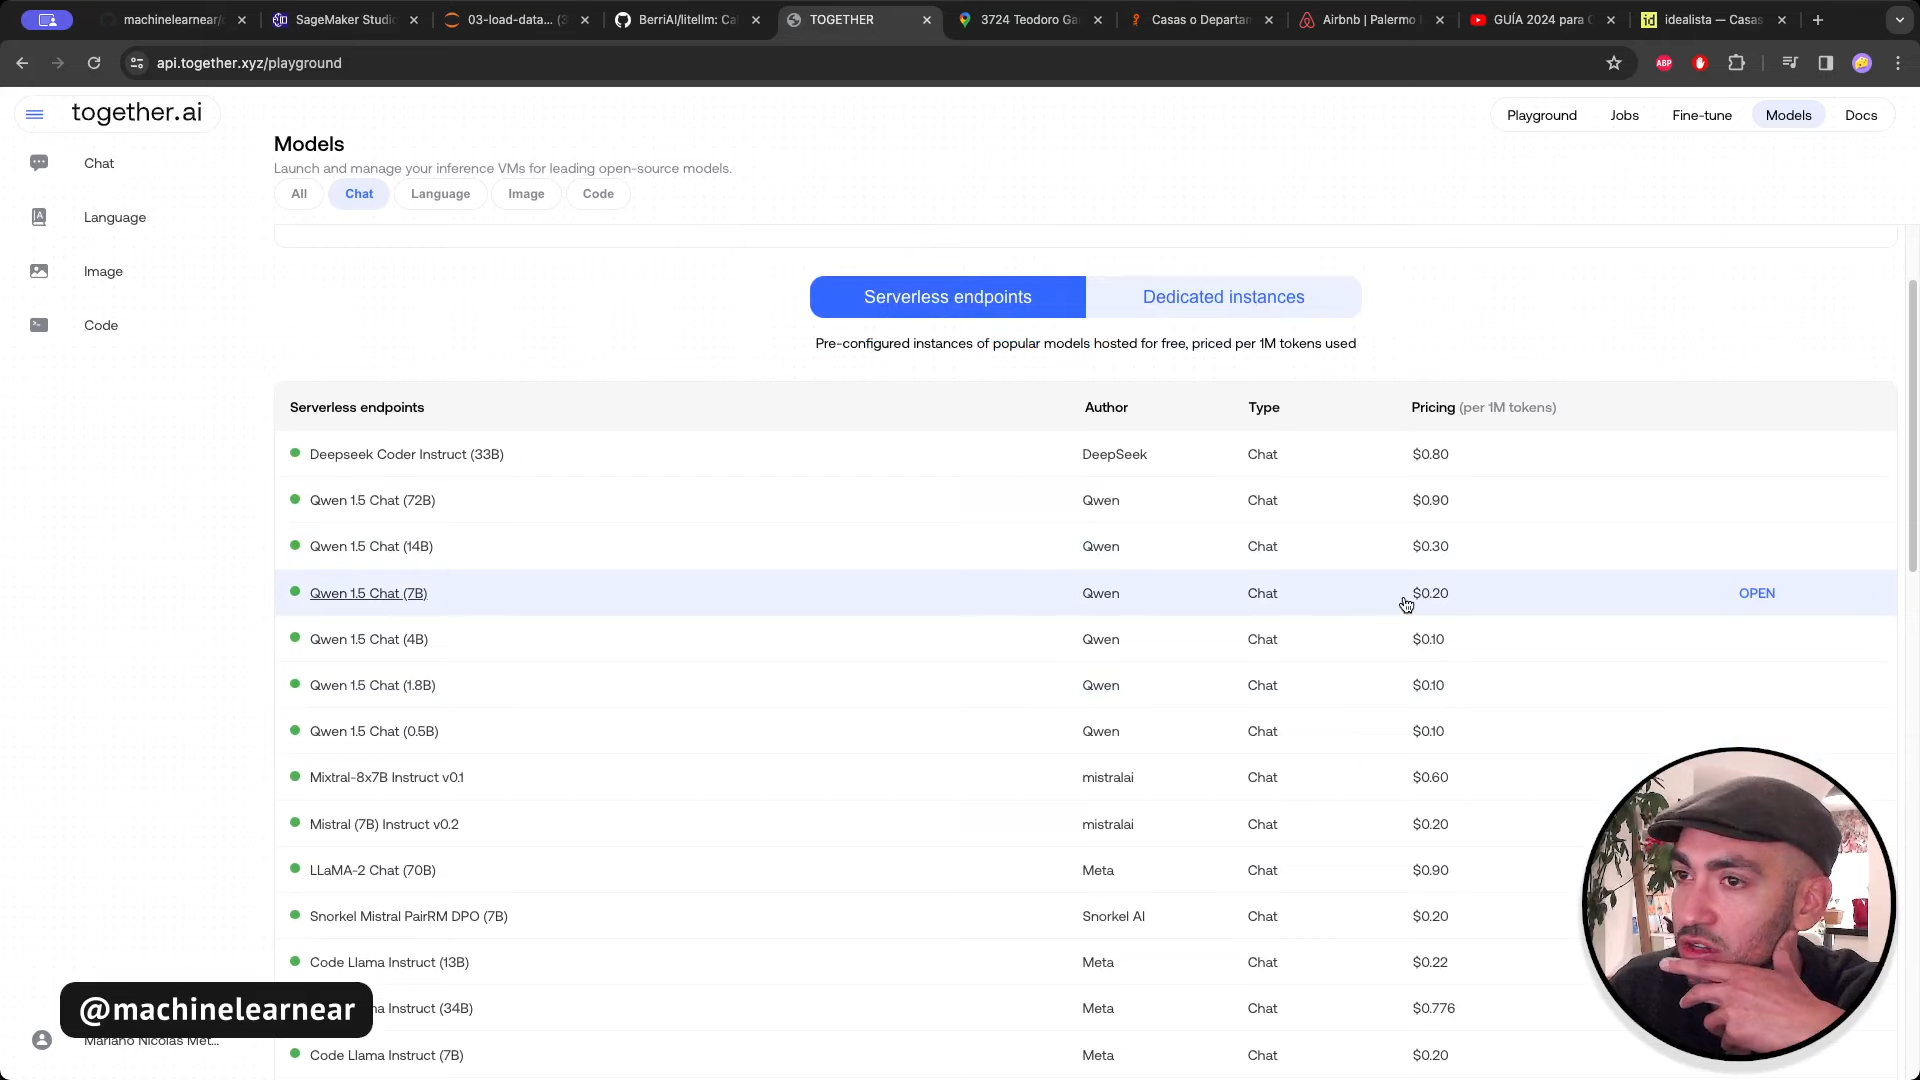 machinelearnear/
SageMaker Studio
03-load-data... (3
BerriAI/litellm: Ca
TOGETHER
3724 Teodoro Ga
Casas o Departan
Airbnb | Palermo
GUÍA 2024 para
idealista — Casas
api.together.xyz/playground
ABP
together.ai
Playground
Jobs
Fine-tune
Models
Docs
Chat
Language
Image
Code
Models
Launch and manage your inference VMs for leading open-source models.
All
Chat
Language
Image
Code
Serverless endpoints
Dedicated instances
Pre-configured instances of popular models hosted for free, priced per 1M tokens used
Serverless endpoints Author Type Pricing (per 1M tokens)
Deepseek Coder Instruct (33B) DeepSeek Chat $0.80
Qwen 1.5 Chat (72B) Qwen Chat $0.90
Qwen 1.5 Chat (14B) Qwen Chat $0.30
Qwen 1.5 Chat (7B) Qwen Chat $0.20 OPEN
Qwen 1.5 Chat (4B) Qwen Chat $0.10
Qwen 1.5 Chat (1.8B) Qwen Chat $0.10
Qwen 1.5 Chat (0.5B) Qwen Chat $0.10
Mixtral-8x7B Instruct v0.1 mistralai Chat $0.60
Mistral (7B) Instruct v0.2 mistralai Chat $0.20
LLaMA-2 Chat (70B) Meta Chat $0.90
Snorkel Mistral PairRM DPO (7B) Snorkel AI Chat $0.20
Code Llama Instruct (13B) Meta Chat $0.22
na Instruct (34B) Meta Chat $0.776
Code Llama Instruct (7B) Meta Chat $0.20
@machinelearnear
Mariano Nicolas Met...